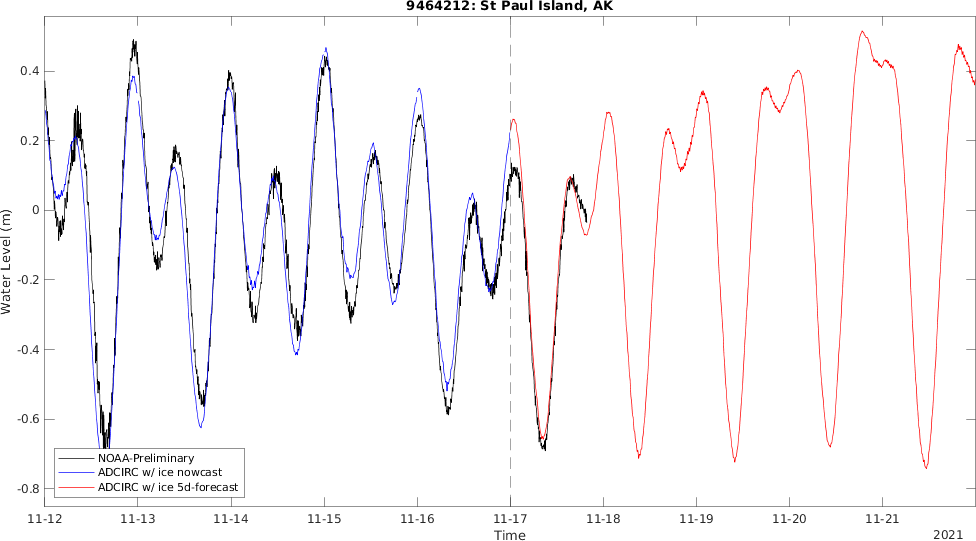 9464212: St Paul Island, AK
Water Level (m)
0.4
0.2
0
-0.2
-0.4
-0.6
-0.8
NOAA-Preliminary
ADCIRC w/ ice nowcast
ADCIRC w/ ice 5d-forecast
11-12 11-13 11-14 11-15 11-16 11-17 11-18 11-19 11-20 11-21
Time
2021